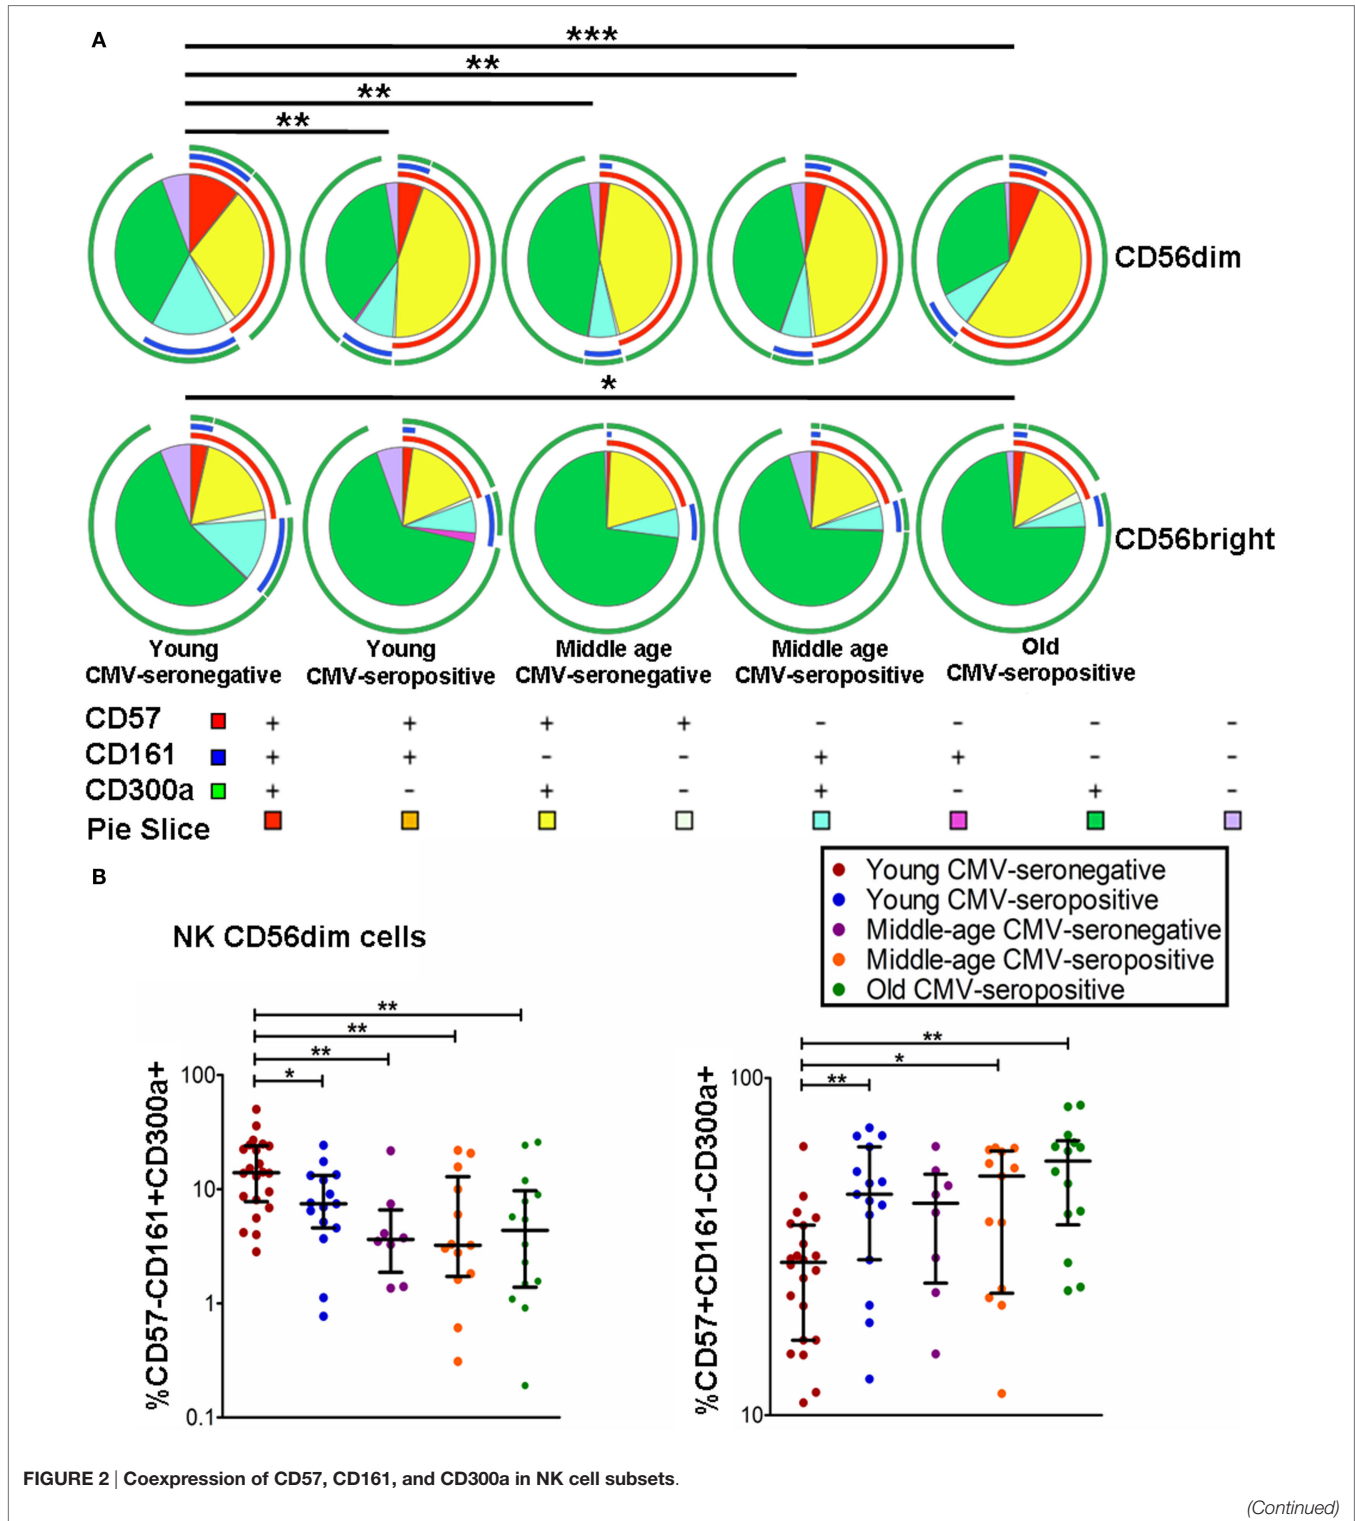 A
***
**
**
**
CD56dim
*
CD56bright
Young
CMV-seronegative
Young
CMV-seropositive
Middle age
CMV-seronegative
Middle age
CMV-seropositive
Old
CMV-seropositive
CD57 + + + + - - - -
CD161 + + - - + + - -
CD300a + - + - + - + -
Pie Slice
B
Young CMV-seronegative
Young CMV-seropositive
Middle-age CMV-seronegative
Middle-age CMV-seropositive
Old CMV-seropositive
NK CD56dim cells
%CD57-CD161+CD300a+
100
10
1
0.1
**
**
**
*
%CD57+CD161-CD300a+
100
10
**
*
**
FIGURE 2 | Coexpression of CD57, CD161, and CD300a in NK cell subsets.
(Continued)